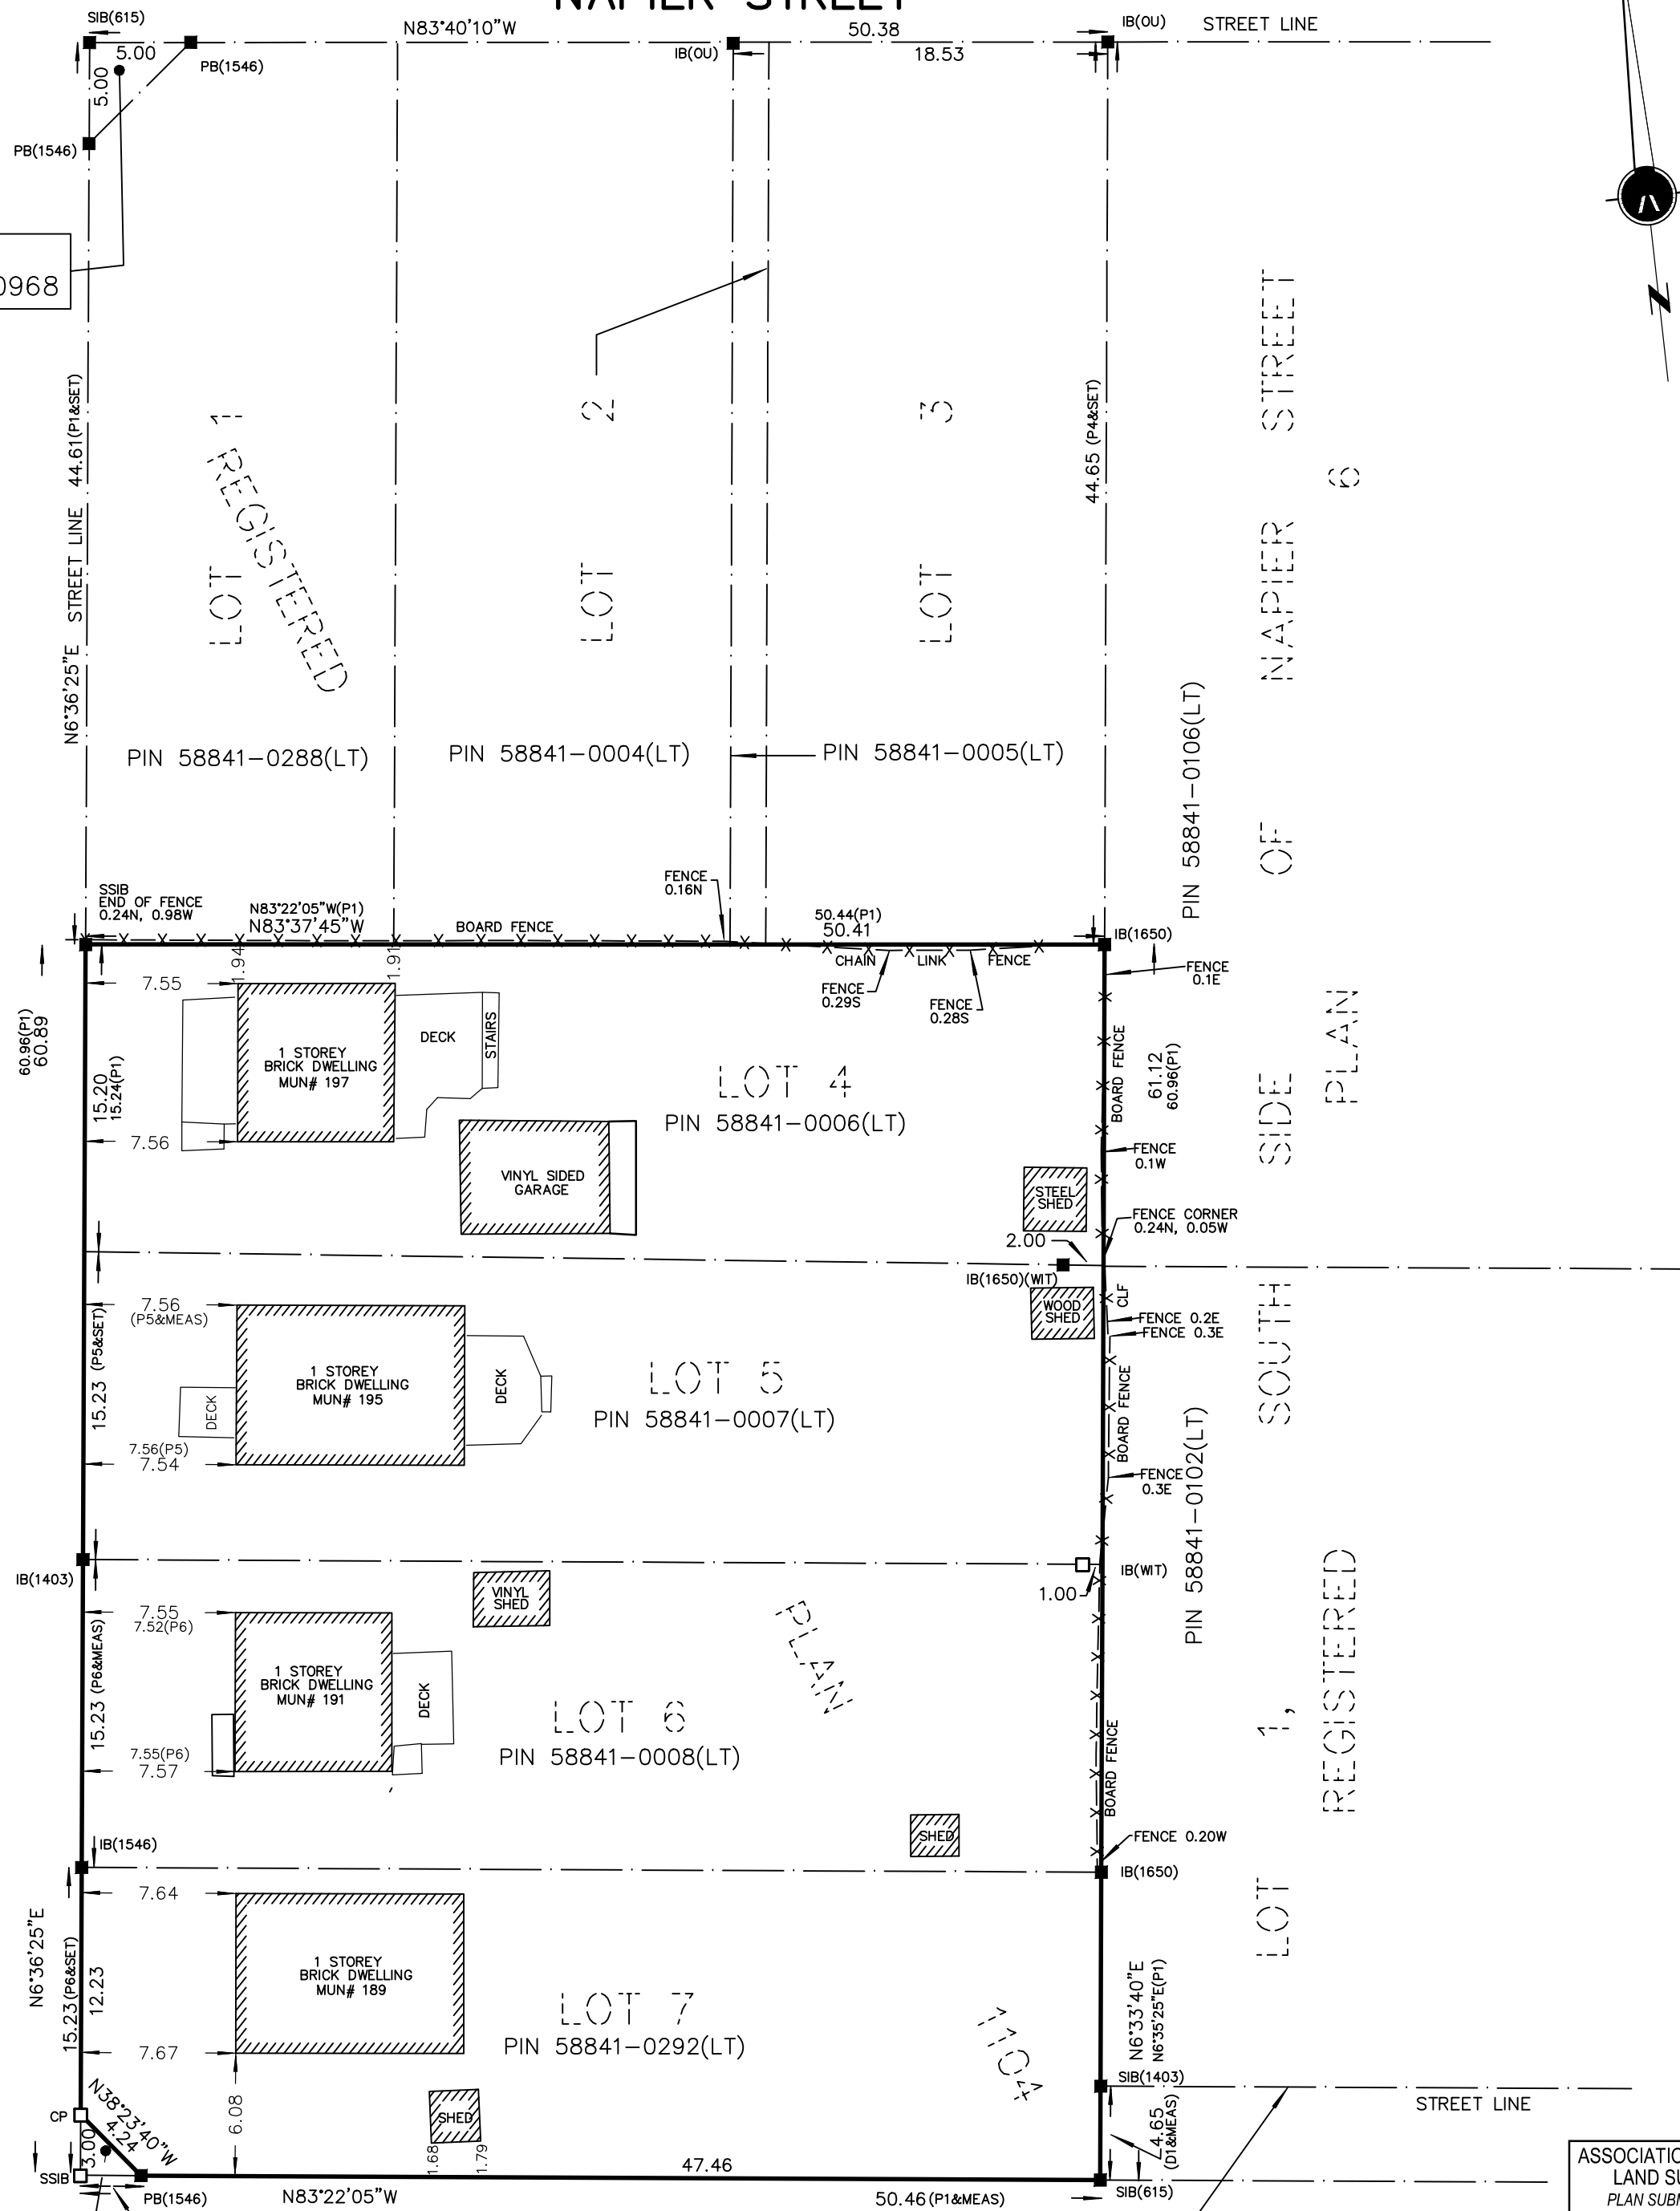 NAPIER STREET
SIB(615)
N83°40'10"W
50.38
IB(OU)
STREET LINE
5.00
PB(1546)
IB(OU)
18.53
5.00
PB(1546)
0968
44.61(P1&SET)
STREET LINE
N6°36'25"E
LOT 1
REGISTERED
LOT 2
LOT 3
44.65 (P4&SET)
LOT 1, SOUTH SIDE OF NAPIER STREET
REGISTERED PLAN 6
PIN 58841-0288(LT)
PIN 58841-0004(LT)
PIN 58841-0005(LT)
PIN 58841-0106(LT)
SSIB
END OF FENCE
0.24N, 0.98W
N83°22'05"W(P1)
N83°37'45"W
BOARD FENCE
FENCE
0.16N
50.44(P1)
50.41
IB(1650)
CHAIN LINK FENCE
FENCE
0.29S
FENCE
0.28S
FENCE
0.1E
60.96(P1)
60.89
15.20
15.24(P1)
1.94
1.91
7.55
7.56
1 STOREY
BRICK DWELLING
MUN# 197
DECK
STAIRS
VINYL SIDED
GARAGE
LOT 4
PIN 58841-0006(LT)
BOARD FENCE
61.12
60.96(P1)
FENCE
0.1W
STEEL
SHED
FENCE CORNER
0.24N, 0.05W
2.00
IB(1650)(WIT)
WOOD
SHED
CLF
FENCE 0.2E
FENCE 0.3E
7.56
(P5&MEAS)
15.23 (P5&SET)
1 STOREY
BRICK DWELLING
MUN# 195
DECK
DECK
LOT 5
PIN 58841-0007(LT)
7.56(P5)
7.54
BOARD FENCE
FENCE
0.3E
PIN 58841-0102(LT)
IB(1403)
IB(WIT)
1.00
7.55
7.52(P6)
15.23 (P6&MEAS)
VINYL
SHED
1 STOREY
BRICK DWELLING
MUN# 191
DECK
PLAN
LOT 6
PIN 58841-0008(LT)
7.55(P6)
7.57
BOARD FENCE
SHED
FENCE 0.20W
IB(1546)
IB(1650)
7.64
N6°36'25"E
15.23(P6&SET)
12.23
1 STOREY
BRICK DWELLING
MUN# 189
LOT 7
PIN 58841-0292(LT)
7.67
1104
N6°33'40"E
N6°35'25"E(P1)
SIB(1403)
STREET LINE
CP
N38°23'40"W
4.24
3.00
6.08
SHED
1.68
1.79
4.65
(D1&MEAS)
SSIB
PB(1546)
N83°22'05"W
47.46
50.46(P1&MEAS)
SIB(615)
N
ASSOCIATIO
LAND SU
PLAN SUBM